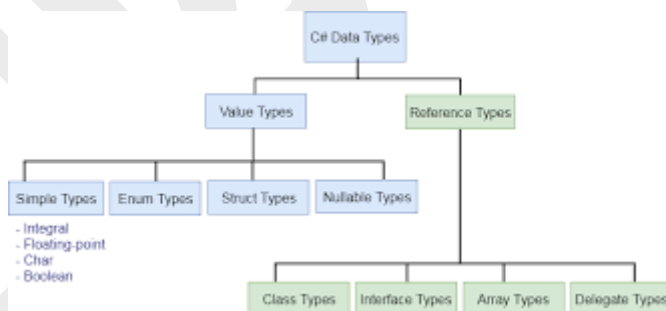 C# Data Types
Value Types
Reference Types
Simple Types
Enum Types
Struct Types
Nullable Types
- Integral
- Floating-point
- Char
- Boolean
Class Types
Interface Types
Array Types
Delegate Types